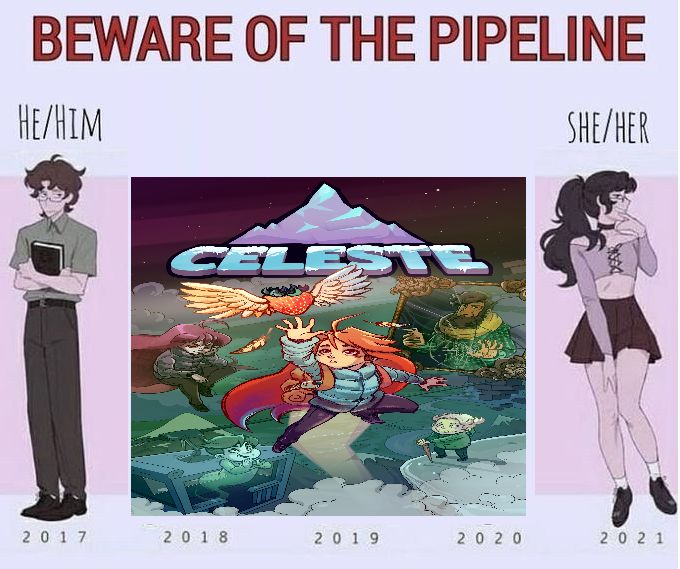 BEWARE OF THE PIPELINE
HE/HIM
SHE/HER
CELESTE
2017 2018 2019 2020 2021